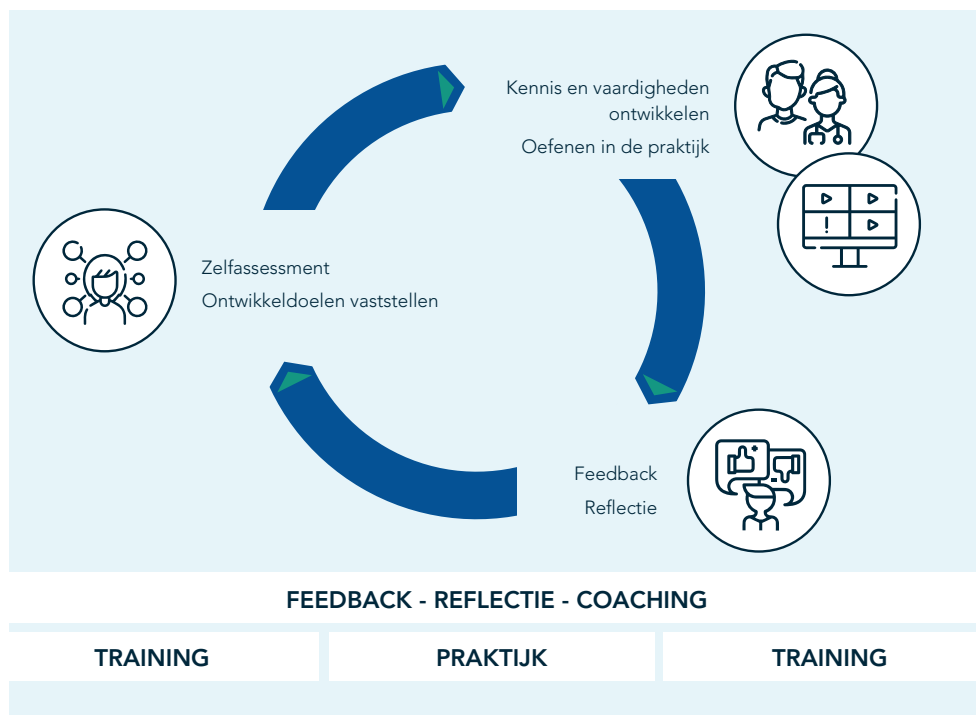 Kennis en vaardigheden
ontwikkelen
Oefenen in de praktijk
Zelfassessment
Ontwikkeldoelen vaststellen
Feedback
Reflectie
FEEDBACK - REFLECTIE - COACHING
TRAINING
PRAKTIJK
TRAINING